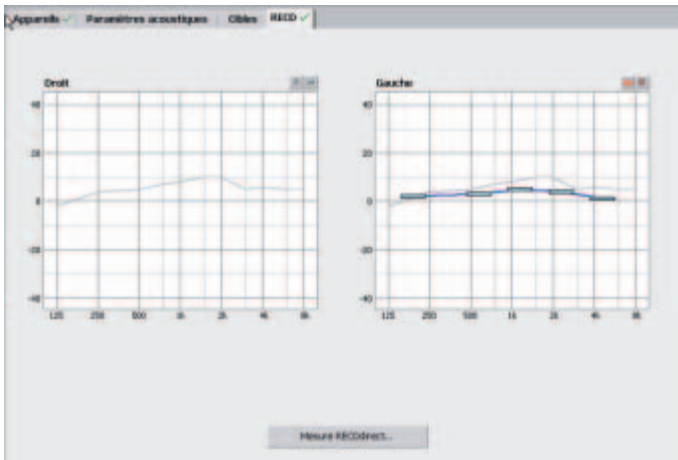 Appareils Paramètres acoustiques Cibles RECD
Droit
40
20
0
-20
-40
125 250 500 1k 2k 4k 8k
Gauche
40
20
0
-20
-40
125 250 500 1k 2k 4k 8k
Mesure RECDdirect...